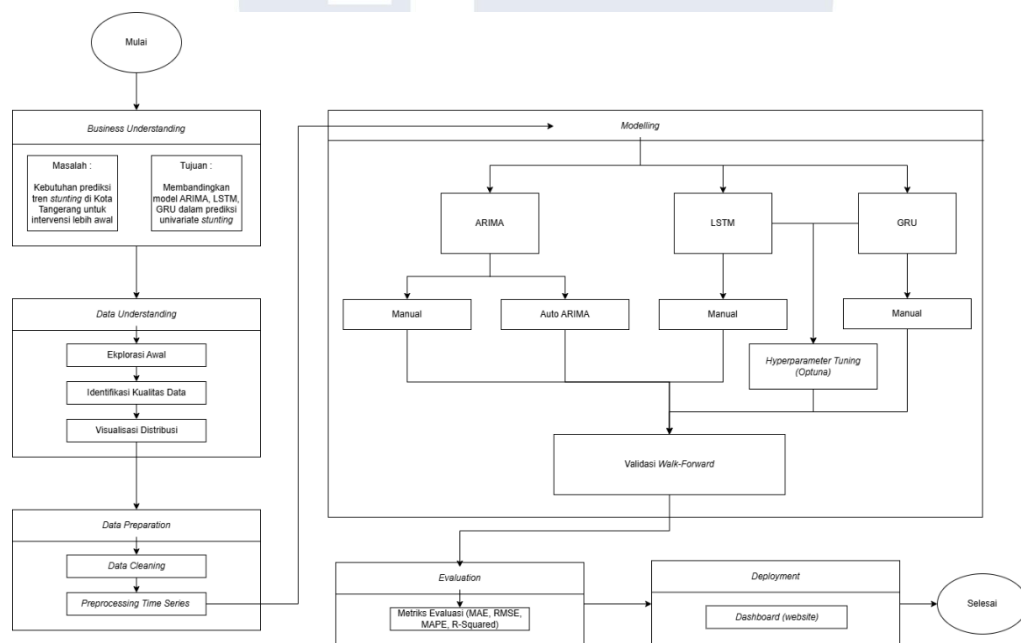 Mulai
Business Understanding
Masalah :
Kebutuhan prediksi
tren stunting di Kota
Tangerang untuk
intervensi lebih awal
Tujuan :
Membandingkan
model ARIMA, LSTM,
GRU dalam prediksi
univariate stunting
Data Understanding
Ekplorasi Awal
Identifikasi Kualitas Data
Visualisasi Distribusi
Data Preparation
Data Cleaning
Preprocessing Time Series
Modelling
ARIMA
LSTM
GRU
Manual
Auto ARIMA
Manual
Manual
Hyperparameter Tuning
(Optuna)
Validasi Walk-Forward
Evaluation
Metriks Evaluasi (MAE, RMSE,
MAPE, R-Squared)
Deployment
Dashboard (website)
Selesai